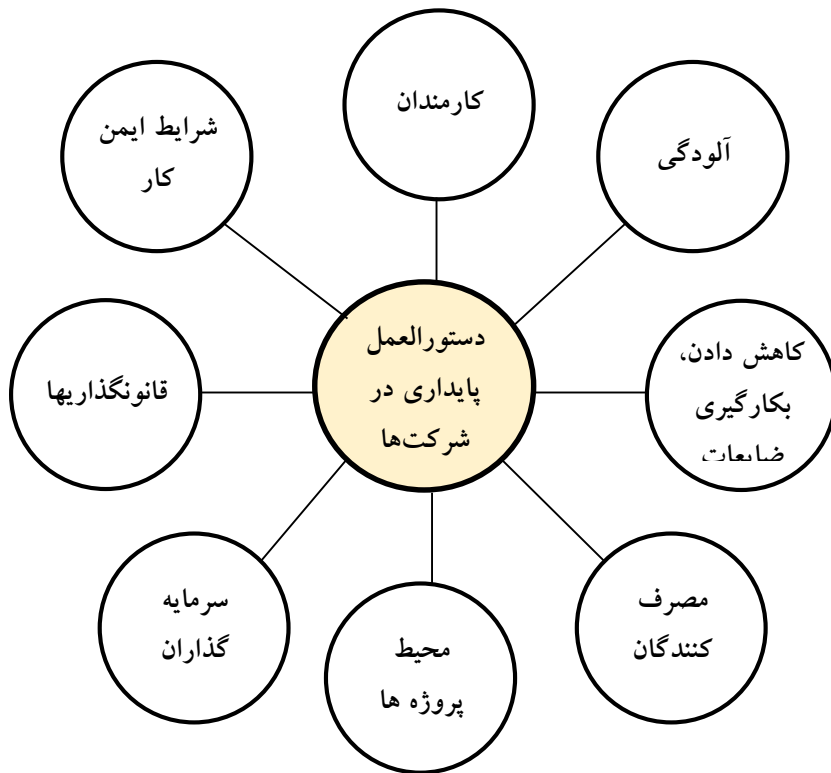 کارمندان
شرایط ایمن
کار
آلودگی
دستورالعمل
پایداری در
شرکت‌ها
کاهش دادن،
بکارگیری
ضایعات
قانونگذاریها
سرمایه
گذاران
مصرف
کنندگان
محیط
پروژه ها